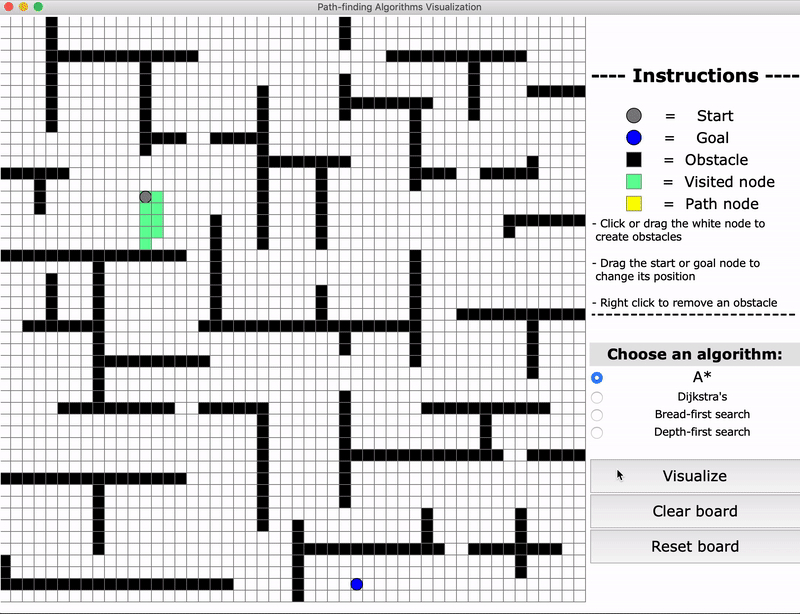 Path-finding Algorithms Visualization
---- Instructions ----
= Start
= Goal
= Obstacle
= Visited node
= Path node
- Click or drag the white node to
create obstacles
- Drag the start or goal node to
change its position
- Right click to remove an obstacle
--------------------------------
Choose an algorithm:
A*
Dijkstra's
Bread-first search
Depth-first search
Visualize
Clear board
Reset board